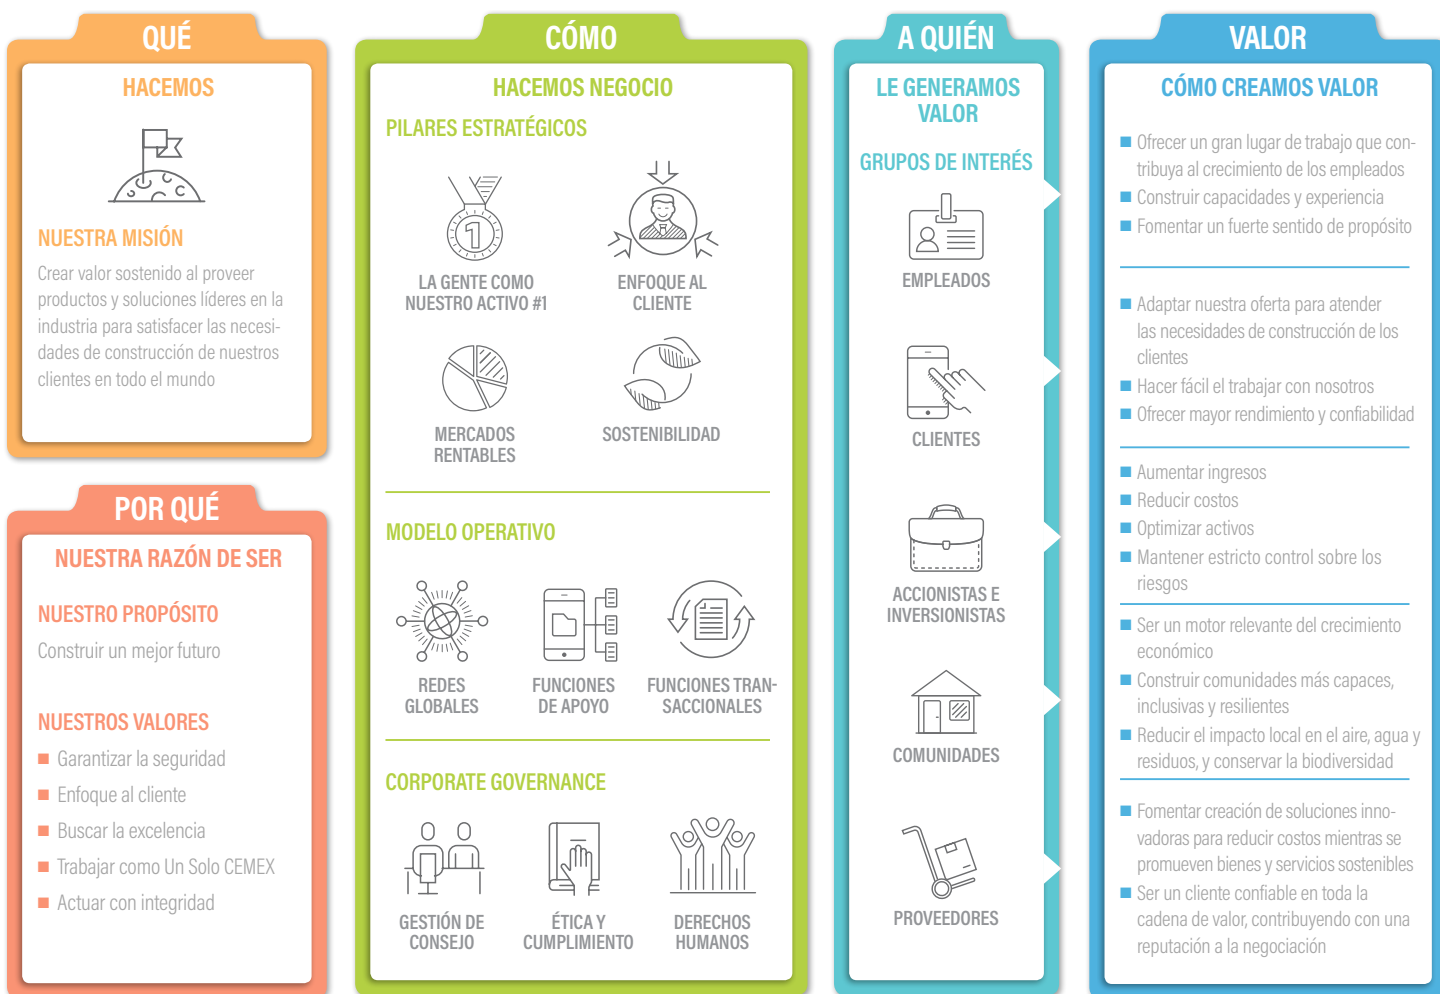 QUÉ
HACEMOS
NUESTRA MISIÓN
Crear valor sostenido al proveer
productos y soluciones líderes en la
industria para satisfacer las necesi-
dades de construcción de nuestros
clientes en todo el mundo
POR QUÉ
NUESTRA RAZÓN DE SER
NUESTRO PROPÓSITO
Construir un mejor futuro
NUESTROS VALORES
Garantizar la seguridad
Enfoque al cliente
Buscar la excelencia
Trabajar como Un Solo CEMEX
Actuar con integridad
CÓMO
HACEMOS NEGOCIO
PILARES ESTRATÉGICOS
1
LA GENTE COMO
NUESTRO ACTIVO #1
ENFOQUE AL
CLIENTE
MERCADOS
RENTABLES
SOSTENIBILIDAD
MODELO OPERATIVO
REDES
GLOBALES
FUNCIONES
DE APOYO
FUNCIONES TRAN-
SACCIONALES
CORPORATE GOVERNANCE
GESTIÓN DE
CONSEJO
ÉTICA Y
CUMPLIMIENTO
DERECHOS
HUMANOS
A QUIÉN
LE GENERAMOS
VALOR
GRUPOS DE INTERÉS
EMPLEADOS
CLIENTES
ACCIONISTAS E
INVERSIONISTAS
COMUNIDADES
PROVEEDORES
VALOR
CÓMO CREAMOS VALOR
Ofrecer un gran lugar de trabajo que con-
tribuya al crecimiento de los empleados
Construir capacidades y experiencia
Fomentar un fuerte sentido de propósito
Adaptar nuestra oferta para atender
las necesidades de construcción de los
clientes
Hacer fácil el trabajar con nosotros
Ofrecer mayor rendimiento y confiabilidad
Aumentar ingresos
Reducir costos
Optimizar activos
Mantener estricto control sobre los
riesgos
Ser un motor relevante del crecimiento
económico
Construir comunidades más capaces,
inclusivas y resilientes
Reducir el impacto local en el aire, agua y
residuos, y conservar la biodiversidad
Fomentar creación de soluciones inno-
vadoras para reducir costos mientras se
promueven bienes y servicios sostenibles
Ser un cliente confiable en toda la
cadena de valor, contribuyendo con una
reputación a la negociación